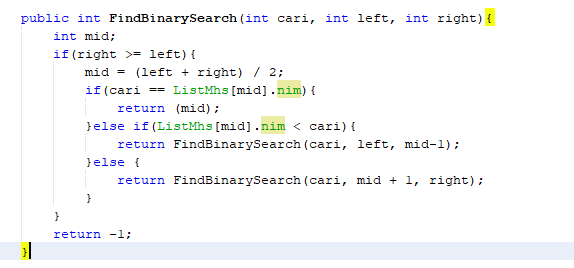 public int FindBinarySearch(int cari, int left, int right){
    int mid;
    if(right >= left){
        mid = (left + right) / 2;
        if(cari == ListMhs[mid].nim){
            return (mid);
        }else if(ListMhs[mid].nim < cari){
            return FindBinarySearch(cari, left, mid-1);
        }else {
            return FindBinarySearch(cari, mid + 1, right);
        }
    }
    return -1;
}